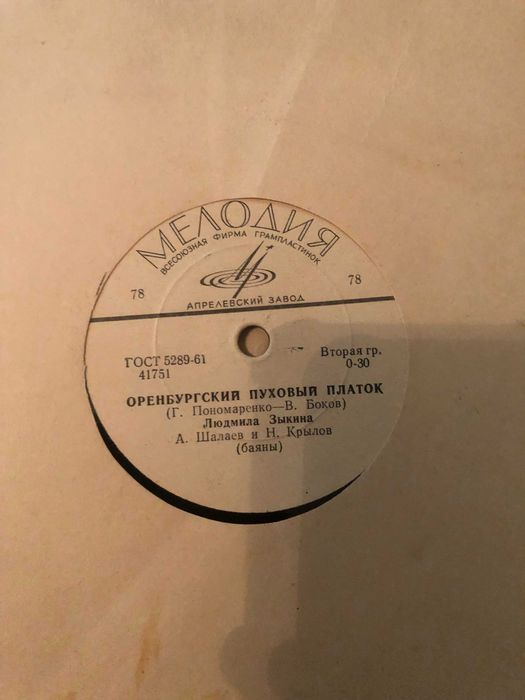 МЕЛОДИЯ
ВСЕСОЮЗНАЯ ФИРМА ГРАМПЛАСТИНОК
78 78
АПРЕЛЕВСКИЙ ЗАВОД
ГОСТ 5289-61 Вторая гр.
41751 0-30
ОРЕНБУРГСКИЙ ПУХОВЫЙ ПЛАТОК
(Г. Пономаренко—В. Боков)
Людмила Зыкина
А. Шалаев и Н. Крылов
(баяны)